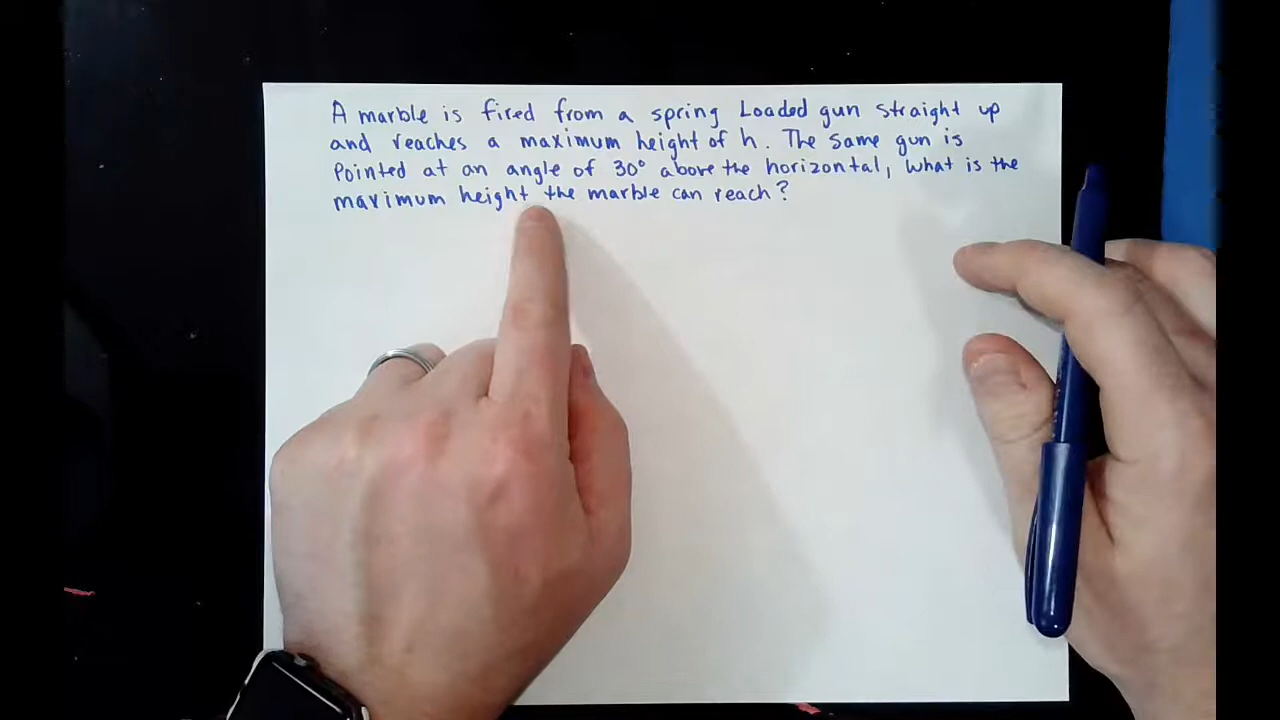 A marble is fired from a spring Loaded gun straight up
and reaches a maximum height of h. The same gun is
Pointed at an angle of 30° above the horizontal, what is the
maximum height the marble can reach?